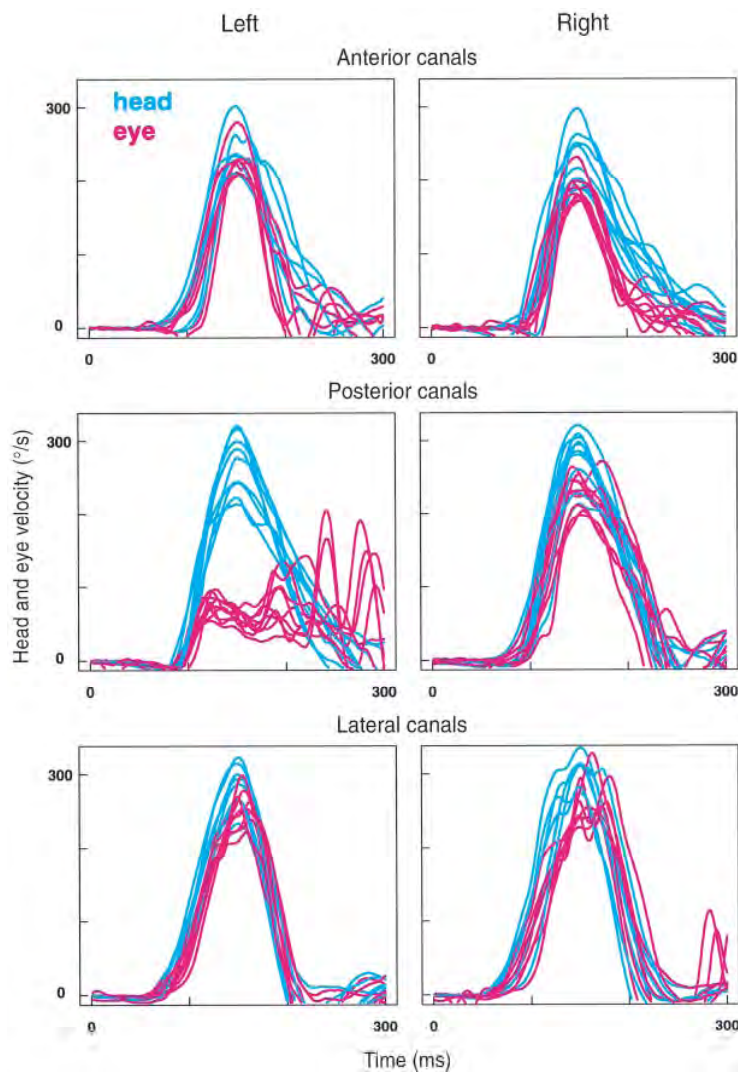 Left Right
Anterior canals
head
eye
300
0
0 300 0 300
Posterior canals
300
0
0 300 0 300
Lateral canals
300
0
0 300 0 300
Head and eye velocity (°/s)
Time (ms)